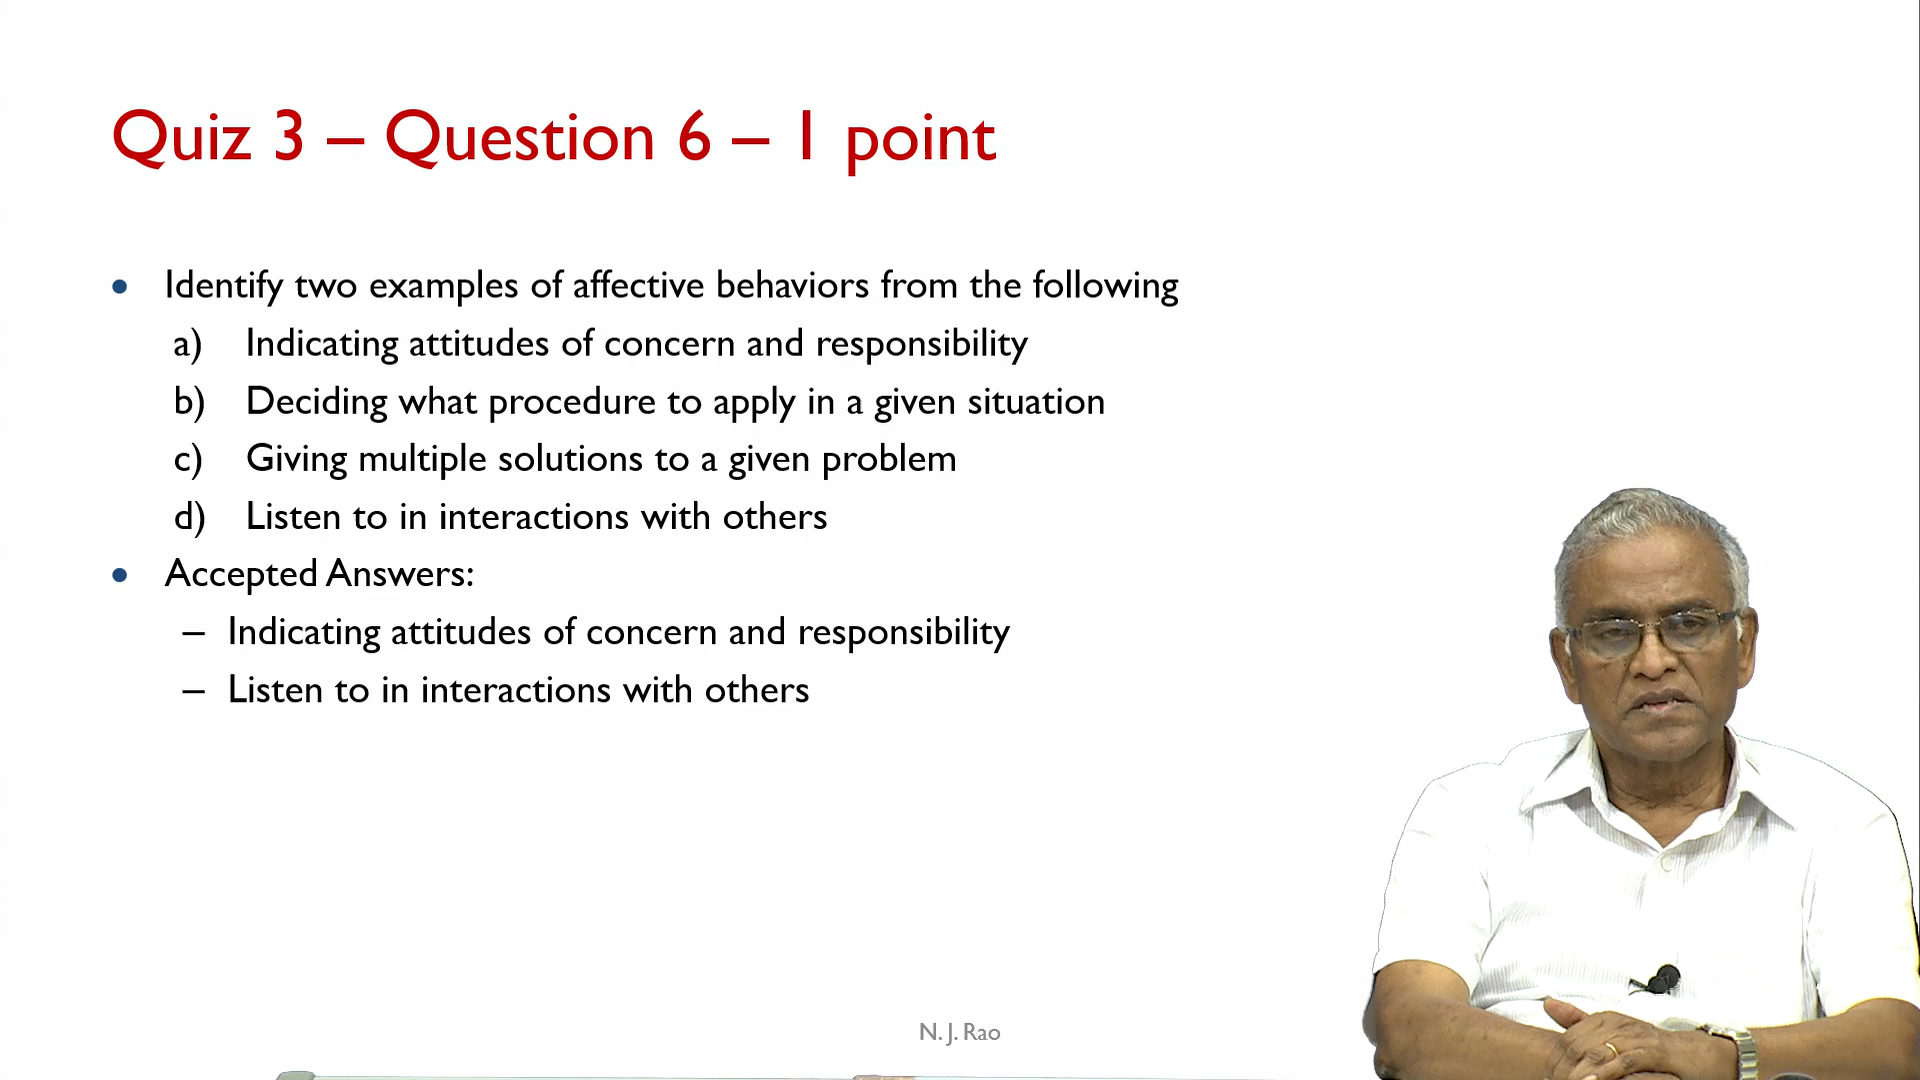 Quiz 3 – Question 6 – 1 point
• Identify two examples of affective behaviors from the following
a) Indicating attitudes of concern and responsibility
b) Deciding what procedure to apply in a given situation
c) Giving multiple solutions to a given problem
d) Listen to in interactions with others
• Accepted Answers:
– Indicating attitudes of concern and responsibility
– Listen to in interactions with others
N. J. Rao